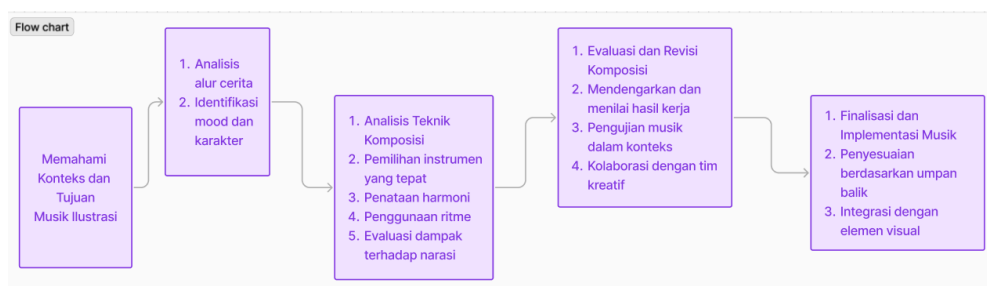 Flow chart
Memahami
Konteks dan
Tujuan
Musik Ilustrasi
1. Analisis
alur cerita
2. Identifikasi
mood dan
karakter
1. Analisis Teknik
Komposisi
2. Pemilihan instrumen
yang tepat
3. Penataan harmoni
4. Penggunaan ritme
5. Evaluasi dampak
terhadap narasi
1. Evaluasi dan Revisi
Komposisi
2. Mendengarkan dan
menilai hasil kerja
3. Pengujian musik
dalam konteks
4. Kolaborasi dengan tim
kreatif
1. Finalisasi dan
Implementasi Musik
2. Penyesuaian
berdasarkan umpan
balik
3. Integrasi dengan
elemen visual